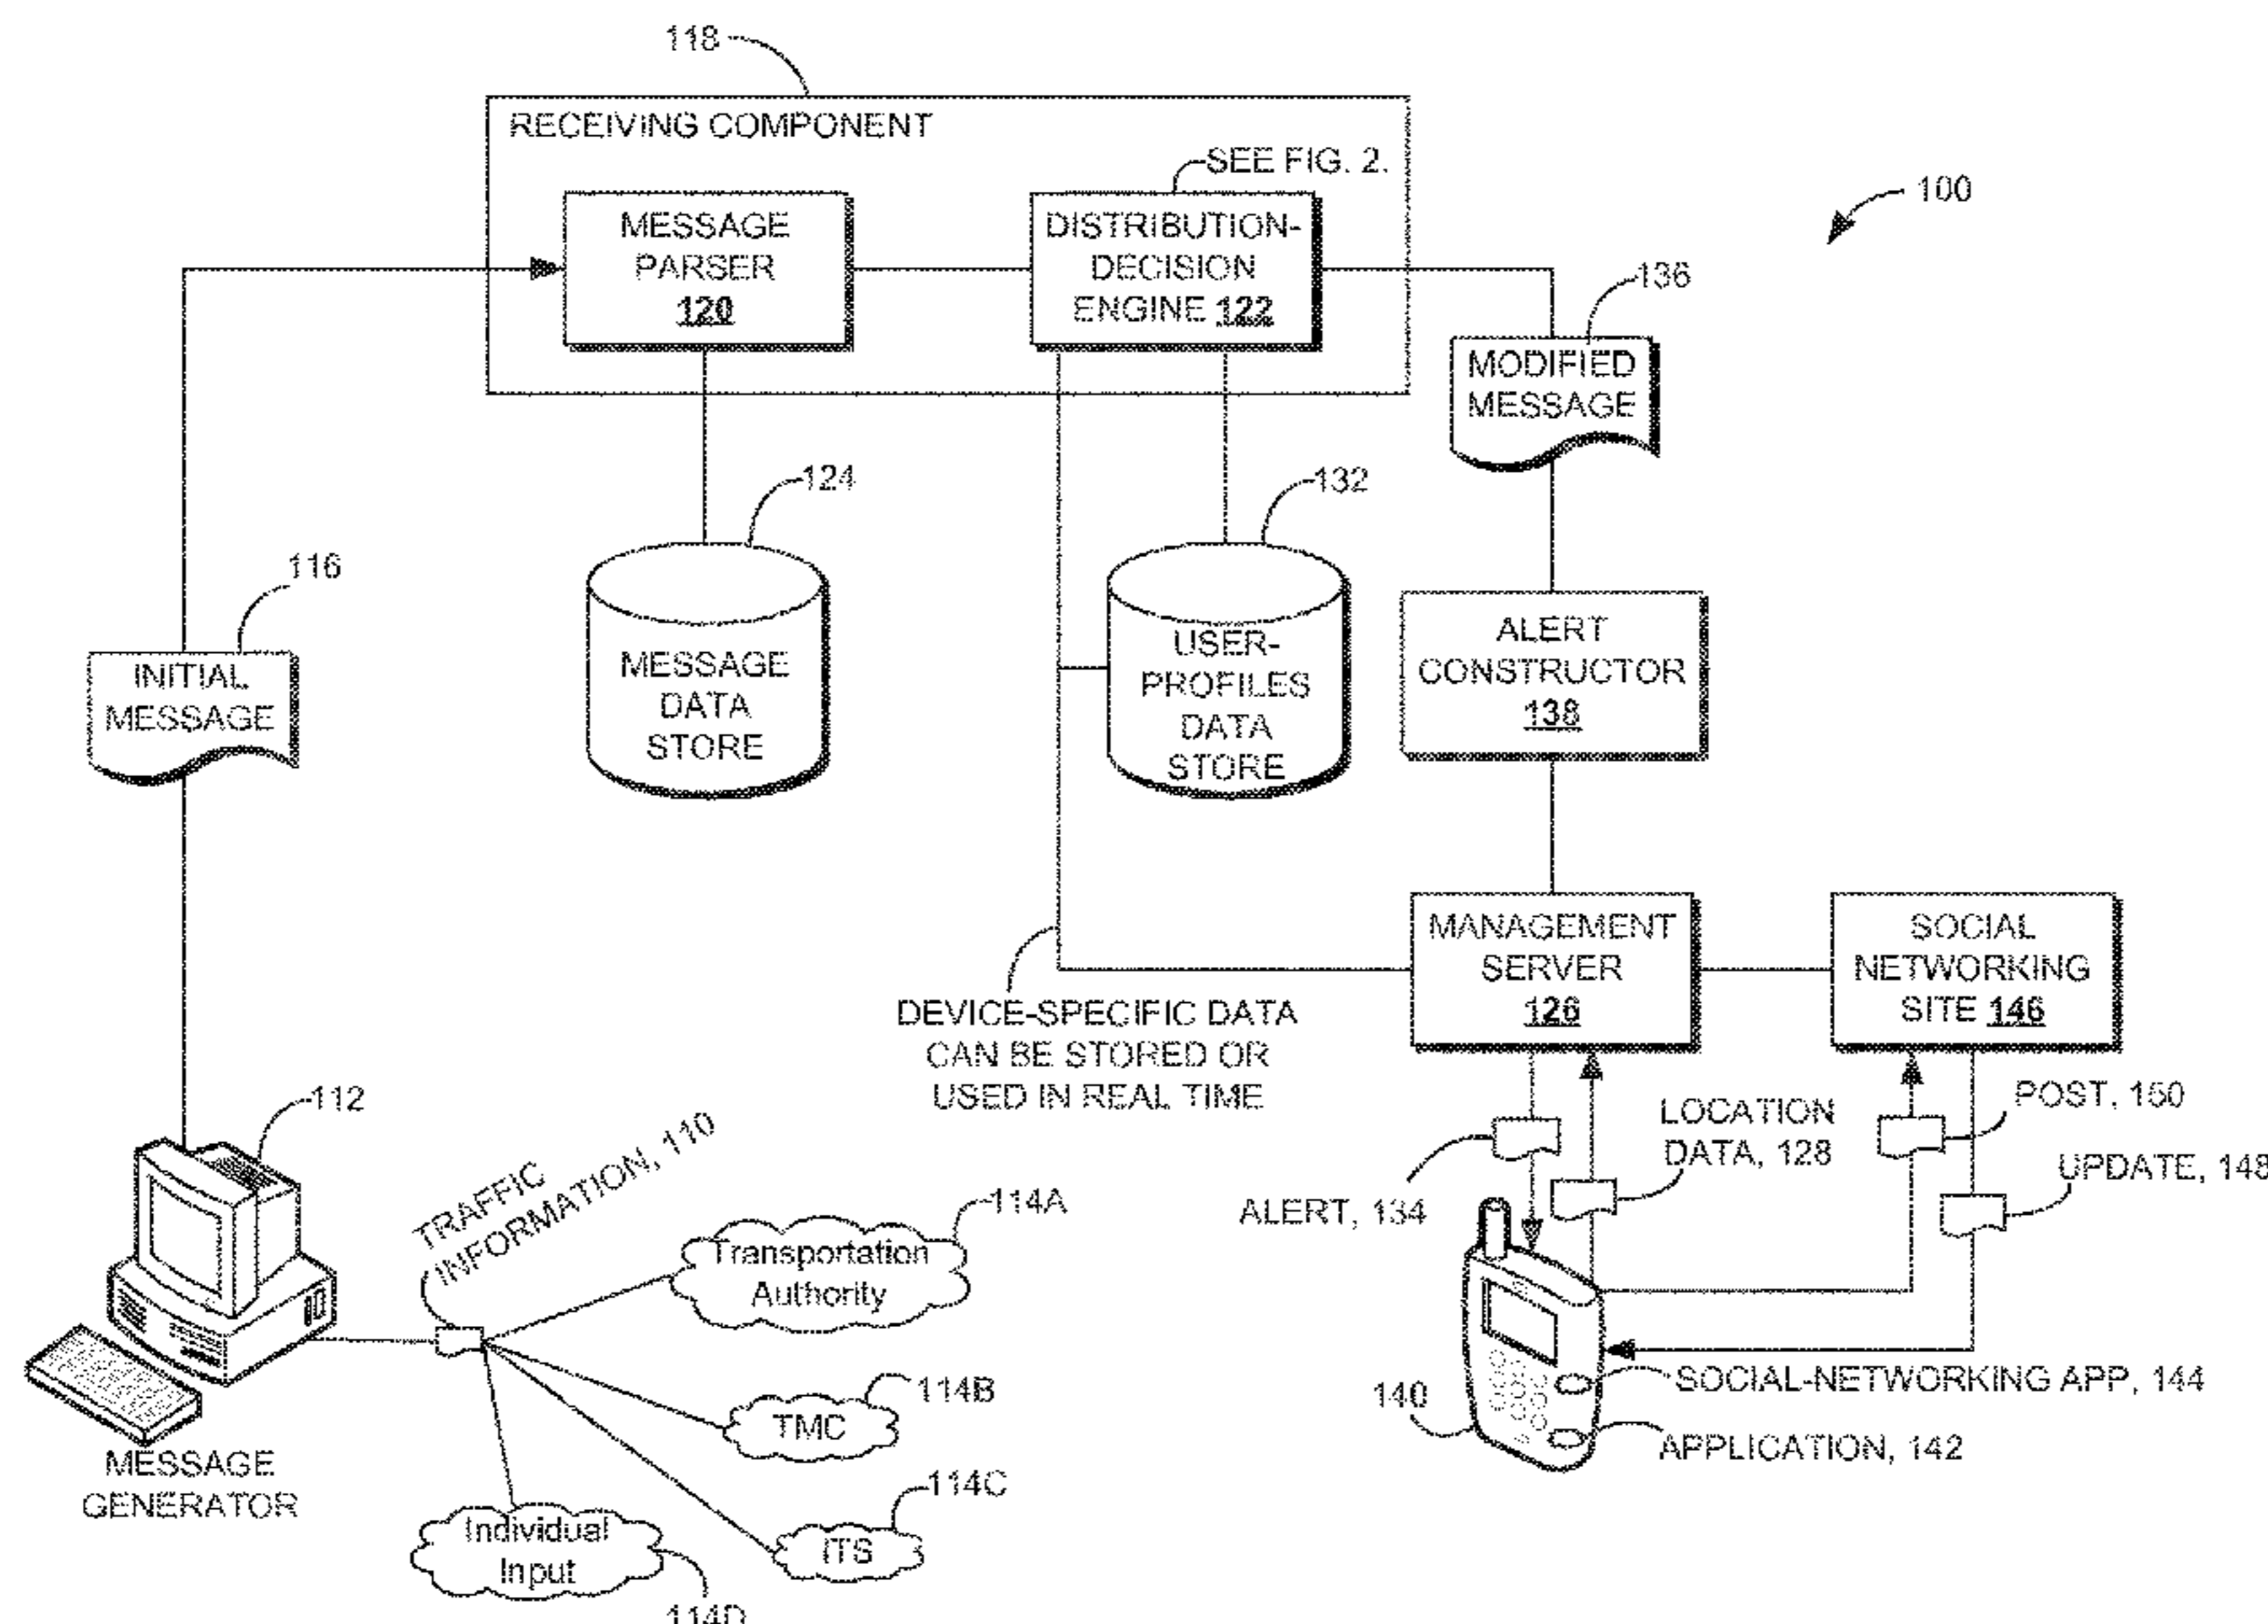 118
RECEIVING COMPONENT
SEE FIG. 2.
MESSAGE
PARSER
120
DISTRIBUTION-
DECISION
ENGINE 122
100
136
MODIFIED
MESSAGE
124
132
116
INITIAL
MESSAGE
MESSAGE
DATA
STORE
USER-
PROFILES
DATA
STORE
ALERT
CONSTRUCTOR
138
MANAGEMENT
SERVER
126
SOCIAL
NETWORKING
SITE 146
DEVICE-SPECIFIC DATA
CAN BE STORED OR
USED IN REAL TIME
112
TRAFFIC
INFORMATION, 110
LOCATION
DATA, 128
POST, 150
UPDATE, 148
ALERT, 134
114A
Transportation
Authority
114B
TMC
114C
ITS
Individual
Input
114D
MESSAGE
GENERATOR
140
SOCIAL-NETWORKING APP, 144
APPLICATION, 142